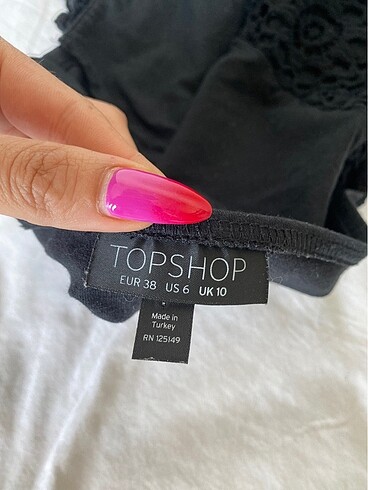 TOPSHOP
EUR 38 US 6 UK 10
Made in
Turkey
RN 125149